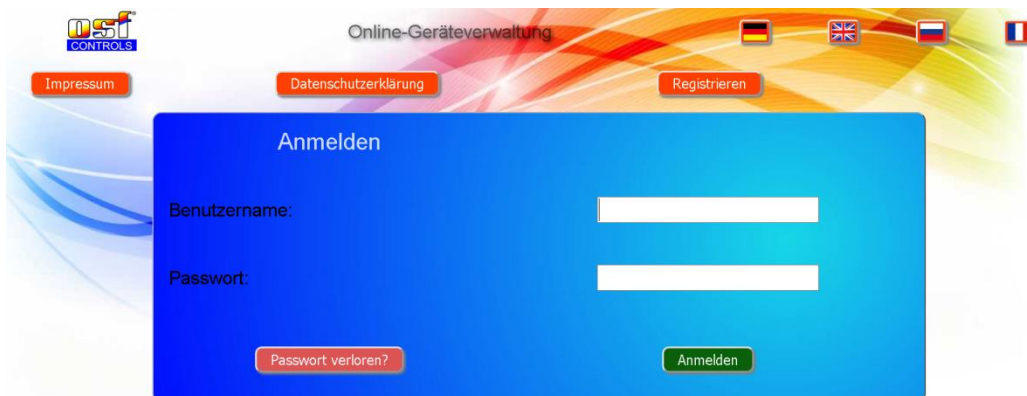 osf
CONTROLS
Online-Geräteverwaltung
Impressum
Datenschutzerklärung
Registrieren
Anmelden
Benutzername:
Passwort:
Passwort verloren?
Anmelden